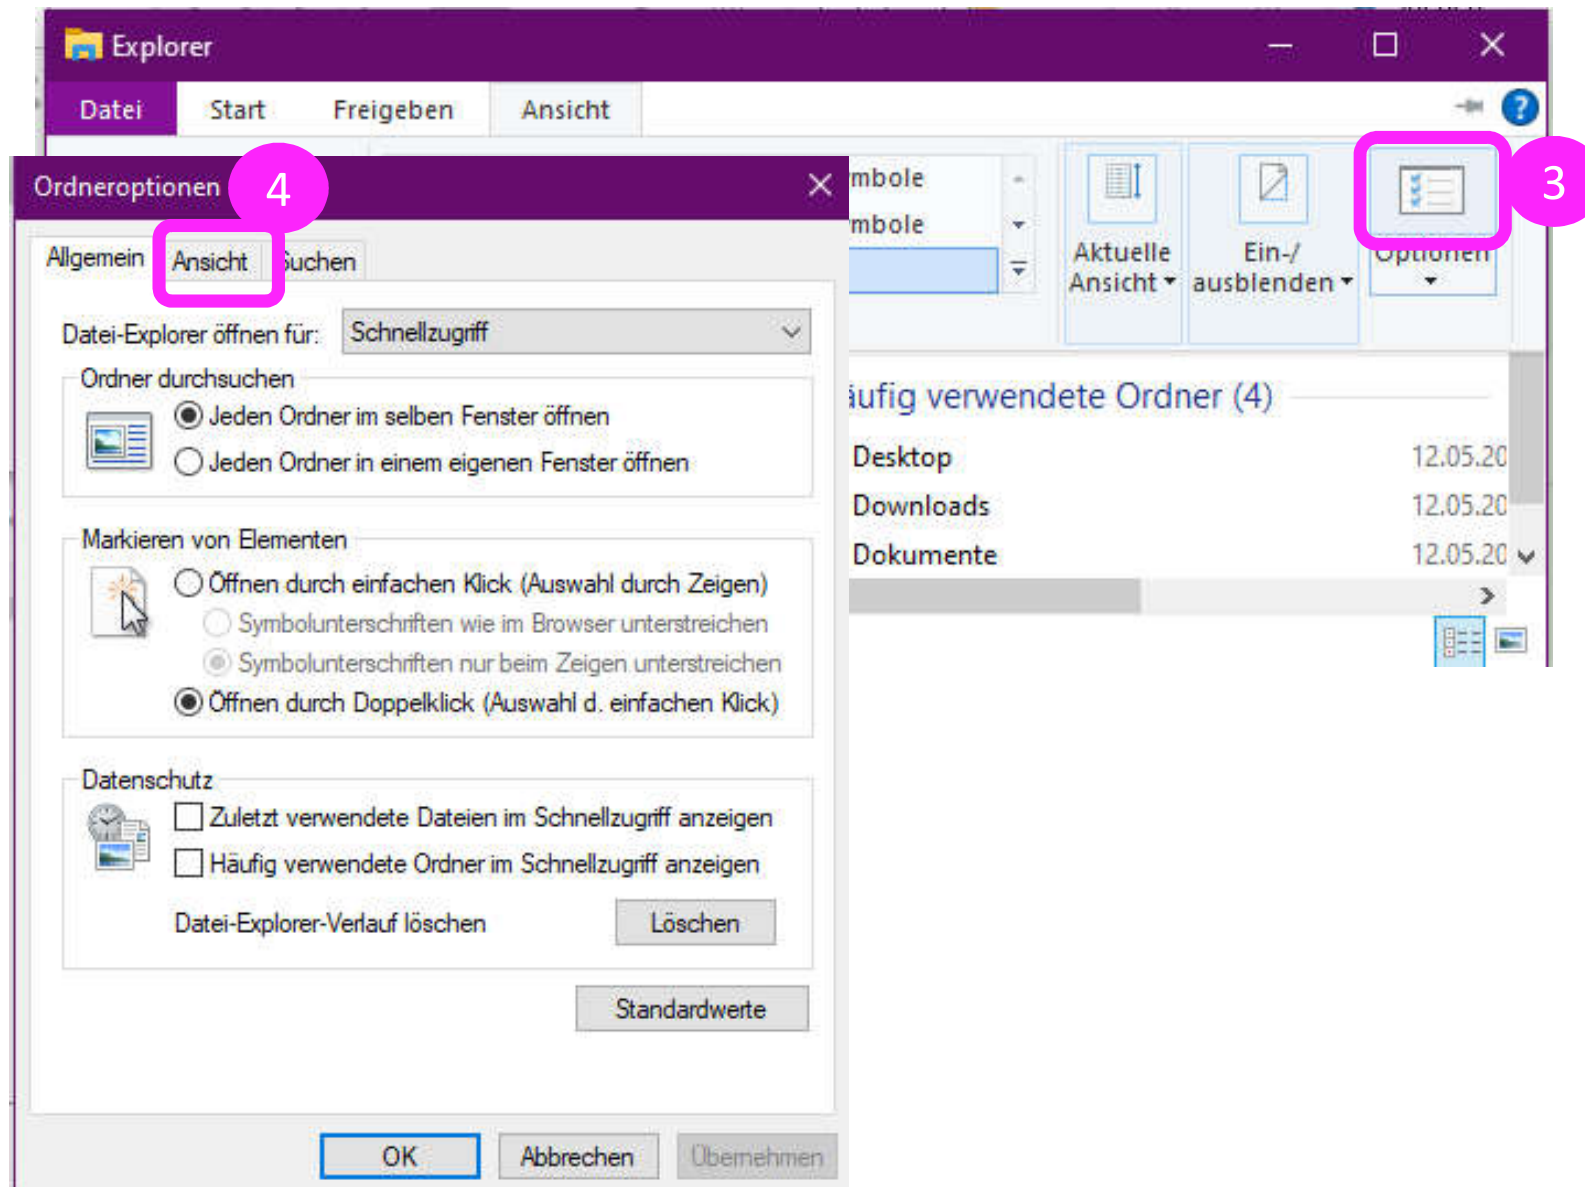 Explorer
Datei Start Freigeben Ansicht
Ordneroptionen 4
3
Allgemein Ansicht Suchen
Datei-Explorer öffnen für: Schnellzugriff
Ordner durchsuchen
Jeden Ordner im selben Fenster öffnen
Jeden Ordner in einem eigenen Fenster öffnen
Markieren von Elementen
Öffnen durch einfachen Klick (Auswahl durch Zeigen)
Symbolunterschriften wie im Browser unterstreichen
Symbolunterschriften nur beim Zeigen unterstreichen
Öffnen durch Doppelklick (Auswahl d. einfachen Klick)
Datenschutz
Zuletzt verwendete Dateien im Schnellzugriff anzeigen
Häufig verwendete Ordner im Schnellzugriff anzeigen
Datei-Explorer-Verlauf löschen Löschen
Standardwerte
OK Abbrechen Übernehmen
mbole
mbole
Aktuelle
Ansicht
Ein-/
ausblenden
Optionen
äufig verwendete Ordner (4)
Desktop 12.05.20
Downloads 12.05.20
Dokumente 12.05.20